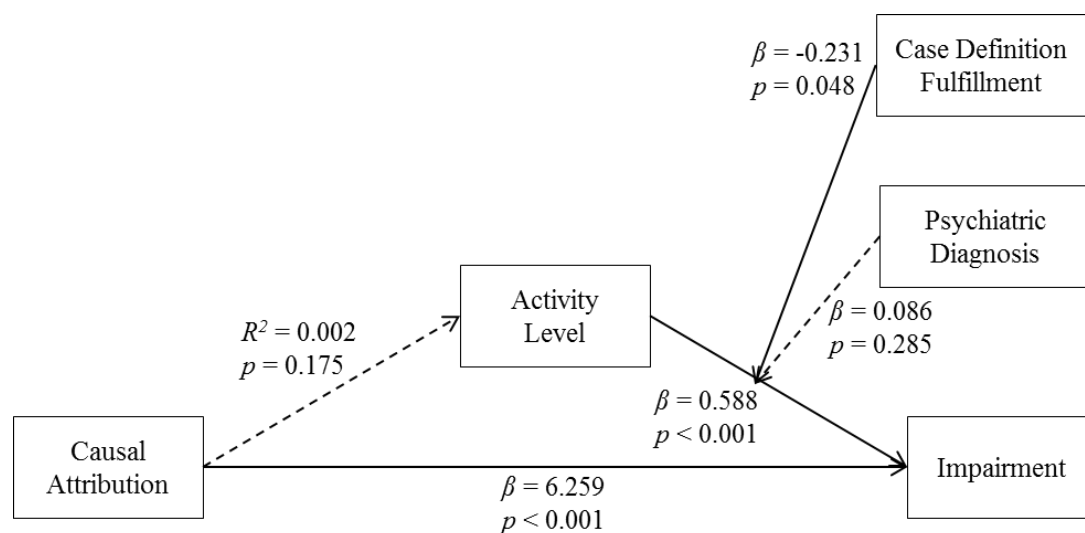 β = -0.231
p = 0.048
Case Definition
Fulfillment
Psychiatric
Diagnosis
β = 0.086
p = 0.285
Activity
Level
R² = 0.002
p = 0.175
β = 0.588
p < 0.001
Causal
Attribution
Impairment
β = 6.259
p < 0.001